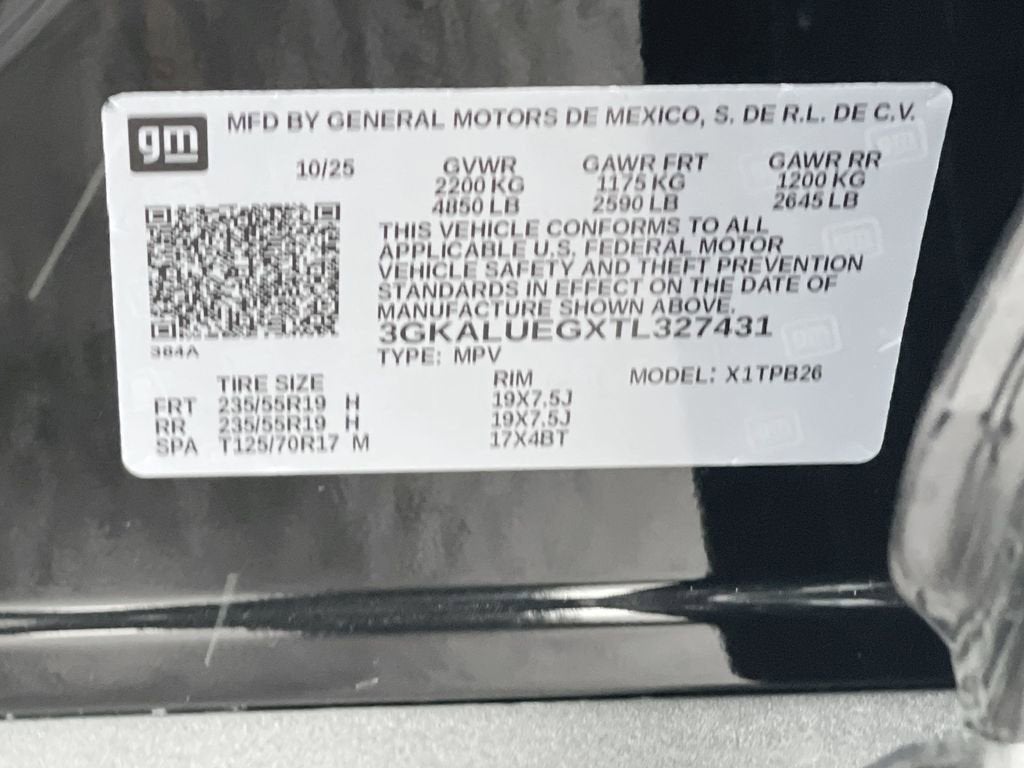 gm
MFD BY GENERAL MOTORS DE MEXICO, S. DE R.L. DE C.V.
10/25 GVWR GAWR FRT GAWR RR
2200 KG 1175 KG 1200 KG
4850 LB 2590 LB 2645 LB
THIS VEHICLE CONFORMS TO ALL
APPLICABLE U.S. FEDERAL MOTOR
VEHICLE SAFETY AND THEFT PREVENTION
STANDARDS IN EFFECT ON THE DATE OF
MANUFACTURE SHOWN ABOVE.
3GKALUEGXTL327431
384A
TYPE: MPV
TIRE SIZE RIM MODEL: X1TPB26
FRT 235/55R19 H 19X7.5J
RR 235/55R19 H 19X7.5J
SPA T125/70R17 M 17X4BT